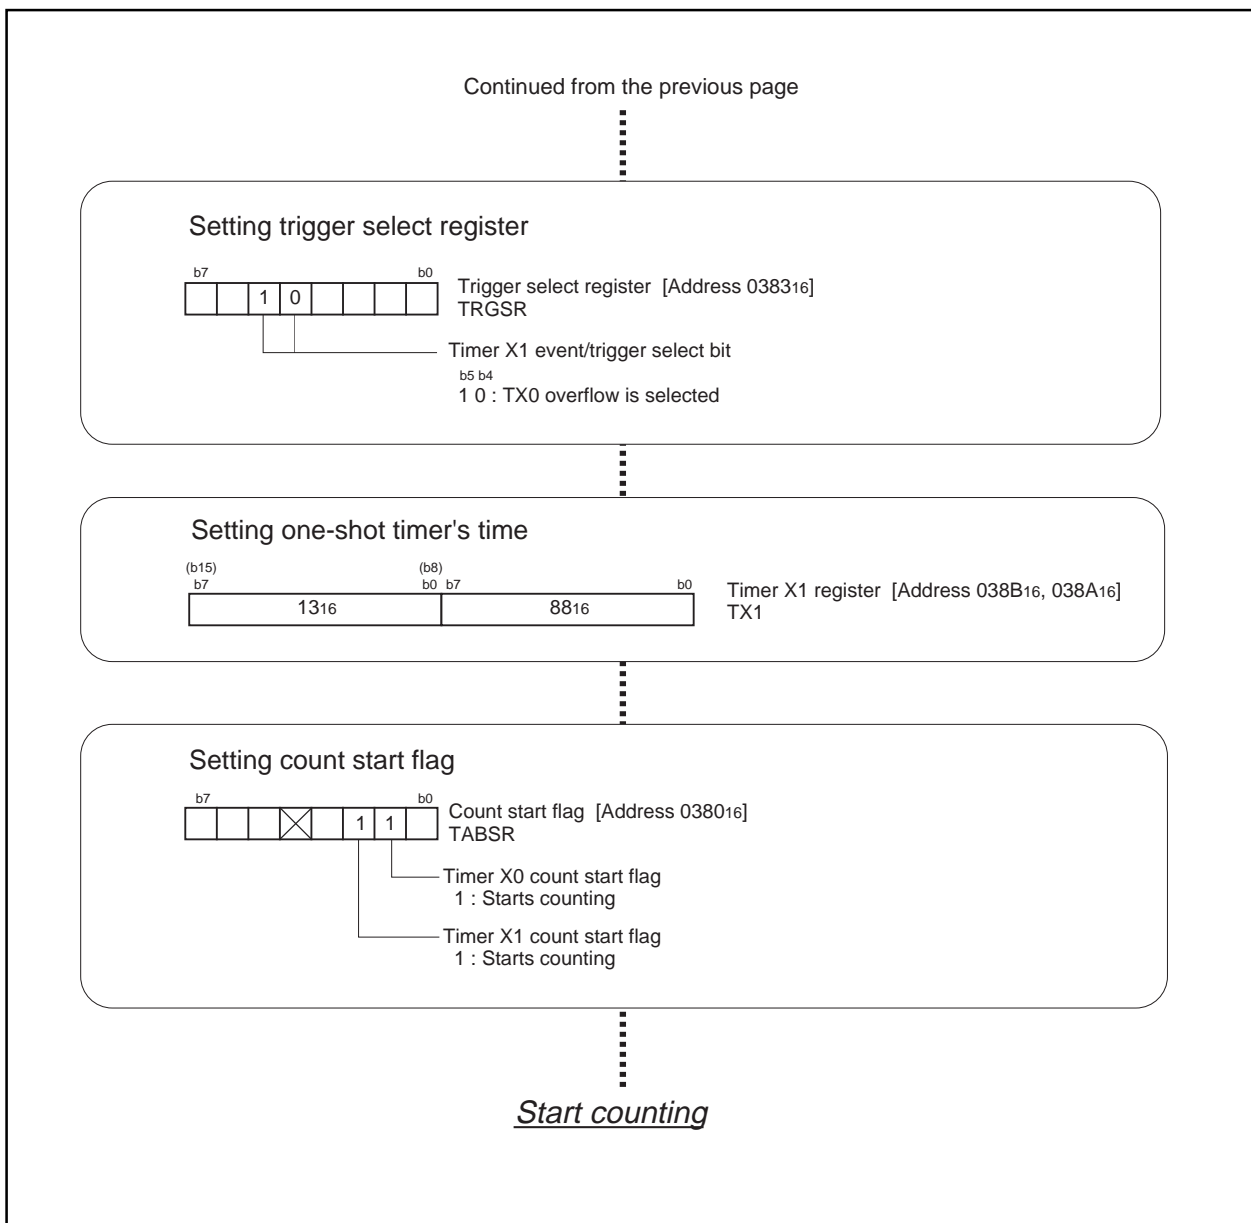 Continued from the previous page
Setting trigger select register
b7 b0
1 0
Trigger select register [Address 038316]
TRGSR
Timer X1 event/trigger select bit
b5 b4
1 0 : TX0 overflow is selected
Setting one-shot timer's time
(b15) (b8)
b7 b0 b7 b0
1316 8816
Timer X1 register [Address 038B16, 038A16]
TX1
Setting count start flag
b7 b0
1 1
Count start flag [Address 038016]
TABSR
Timer X0 count start flag
1 : Starts counting
Timer X1 count start flag
1 : Starts counting
Start counting